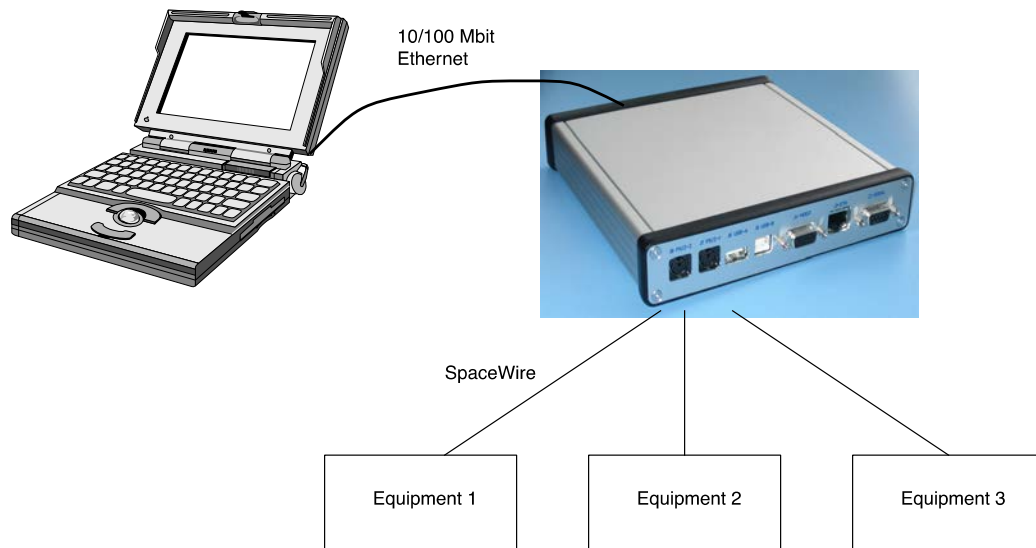 10/100 Mbit
Ethernet
SpaceWire
Equipment 1
Equipment 2
Equipment 3